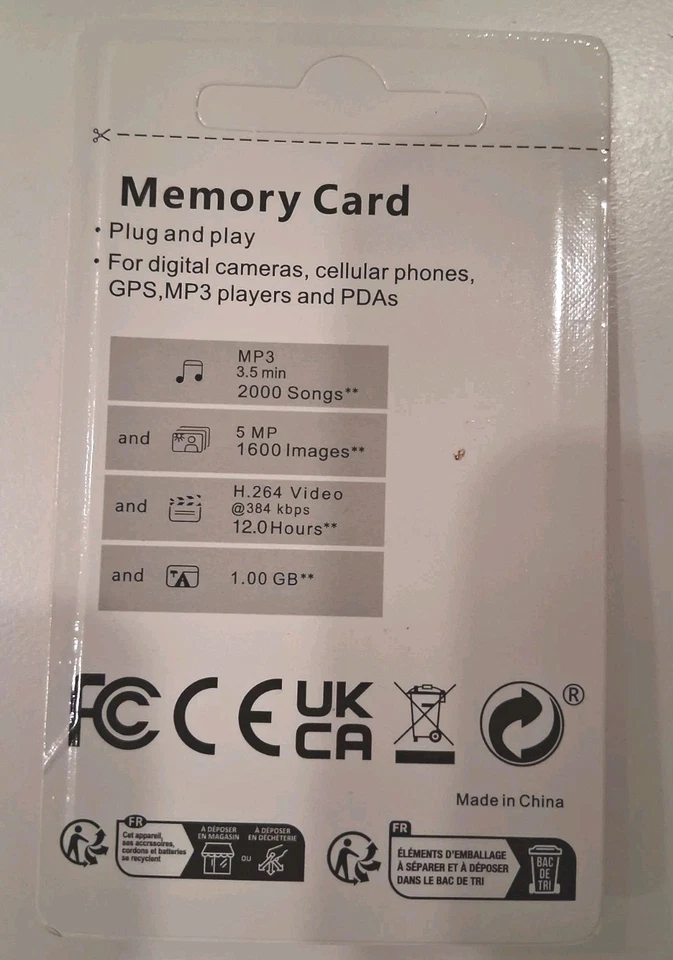 Memory Card
• Plug and play
• For digital cameras, cellular phones,
GPS,MP3 players and PDAs
MP3
3.5 min
2000 Songs**
and
5 MP
1600 Images**
and
H.264 Video
@384 kbps
12.0Hours**
and
TA
1.00 GB**
FC CE UK
CA
®
Made in China
FR
Cet appareil,
ses accessoires,
cordons et batteries
se recyclent
À DÉPOSER
EN MAGASIN
OU
À DÉPOSER
EN DÉCHÈTERIE
FR
ÉLÉMENTS D'EMBALLAGE
À SÉPARER ET À DÉPOSER
DANS LE BAC DE TRI
BAC
DE
TRI